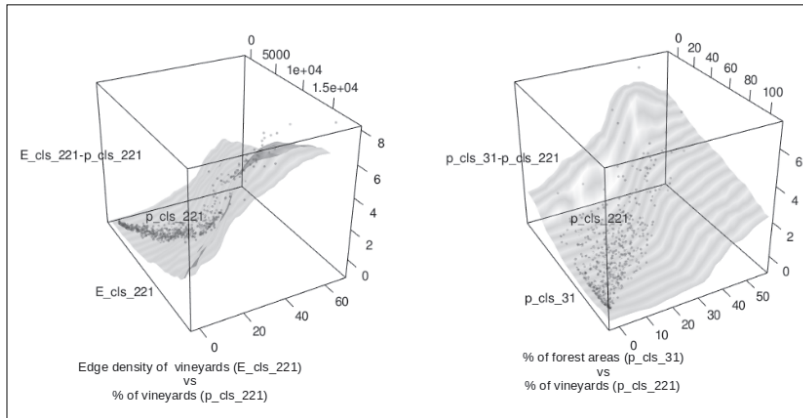 0
5000
1e+04
1.5e+04
8
6
4
2
0
E_cls_221-p_cls_221
p_cls_221
E_cls_221
0
20
40
60
Edge density of vineyards (E_cls_221)
vs
% of vineyards (p_cls_221)
0
20
40
60
80
100
6
4
2
0
p_cls_31-p_cls_221
p_cls_221
p_cls_31
0
10
20
30
40
50
% of forest areas (p_cls_31)
vs
% of vineyards (p_cls_221)